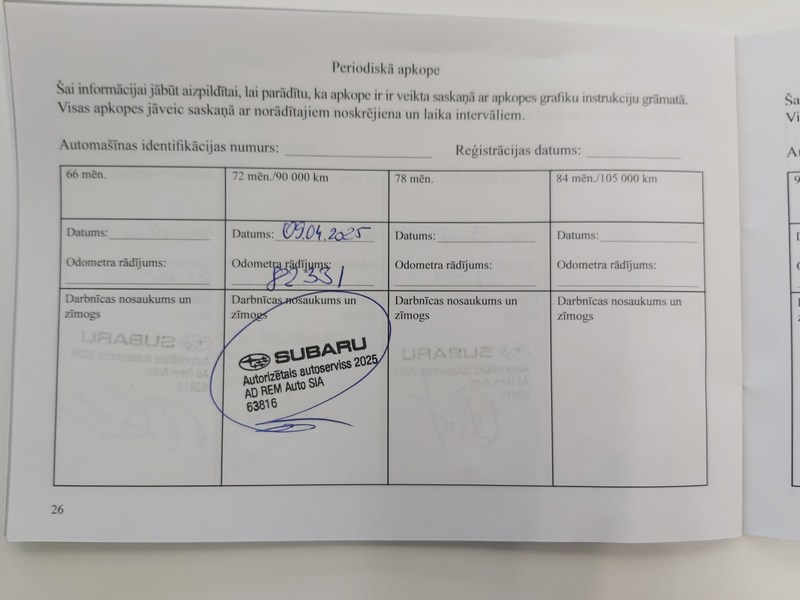 Periodiskā apkope
Šai informācijai jābūt aizpildītai, lai parādītu, ka apkope ir ir veikta saskaņā ar apkopes grafiku instrukciju grāmatā.
Visas apkopes jāveic saskaņā ar norādītajiem noskrējiena un laika intervāliem.
Automašīnas identifikācijas numurs: Reģistrācijas datums:
66 mēn. 72 mēn./90 000 km 78 mēn. 84 mēn./105 000 km
Datums: Datums: 09.04.2025 Datums: Datums:
Odometra rādījums: Odometra rādījums: Odometra rādījums: Odometra rādījums:
82331
Darbnīcas nosaukums un Darbnīcas nosaukums un Darbnīcas nosaukums un Darbnīcas nosaukums un
zīmogs zīmogs zīmogs zīmogs
SUBARU
Autorizētais autoserviss 2025
AD REM Auto SIA
63816
26